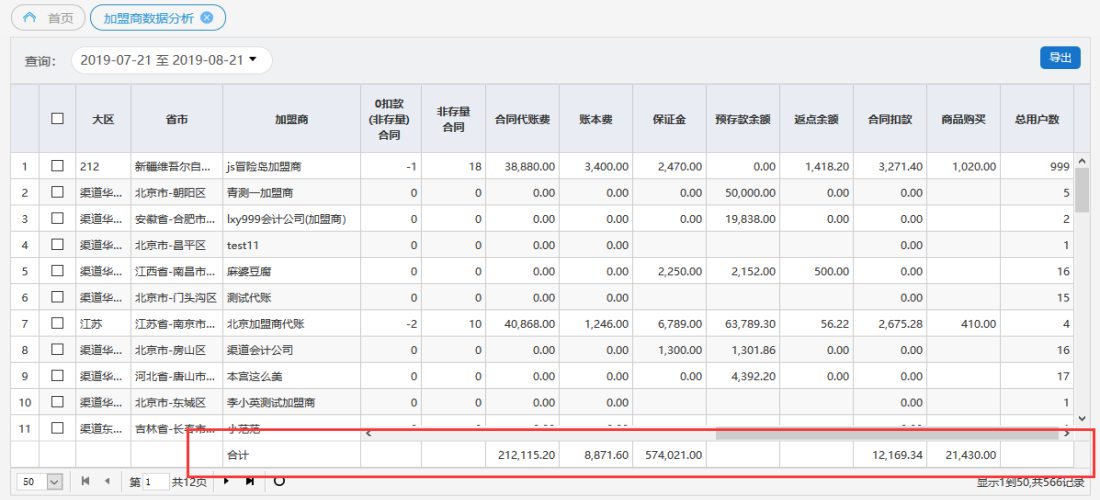 首页 加盟商数据分析
查询: 2019-07-21 至 2019-08-21 导出
大区 省市 加盟商 0扣款(非存量)合同 非存量合同 合同代账费 账本费 保证金 预存款余额 返点余额 合同扣款 商品购买 总用户数
1 212 新疆维吾尔自... js冒险岛加盟商 -1 18 38,880.00 3,400.00 2,470.00 0.00 1,418.20 3,271.40 1,020.00 999
2 渠道华... 北京市-朝阳区 青测一加盟商 0 0 0.00 0.00 0.00 50,000.00 0.00 0.00 5
3 渠道华... 安徽省-合肥市... lxy999会计公司(加盟商) 0 0 0.00 0.00 0.00 19,838.00 0.00 0.00 2
4 渠道华... 北京市-昌平区 test11 0 0 0.00 0.00 0.00 1
5 渠道华... 江西省-南昌市... 麻婆豆腐 0 0 0.00 0.00 2,250.00 2,152.00 500.00 0.00 16
6 渠道华... 北京市-门头沟区 测试代账 0 0 0.00 0.00 0.00 15
7 江苏 江苏省-南京市... 北京加盟商代账 -2 10 40,868.00 1,246.00 6,789.00 63,789.30 56.22 2,675.28 410.00 4
8 渠道华... 北京市-房山区 渠道会计公司 0 0 0.00 0.00 1,300.00 1,301.86 0.00 0.00 16
9 渠道华... 河北省-唐山市... 本宫这么美 0 0 0.00 0.00 0.00 4,392.20 0.00 0.00 17
10 渠道华... 北京市-东城区 李小英测试加盟商 0 0 0.00 0.00 0.00 1
11 渠道东... 吉林省-长春市... 小范范
合计 212,115.20 8,871.60 574,021.00 12,169.34 21,430.00
50 第 1 共12页 显示1到50,共566记录